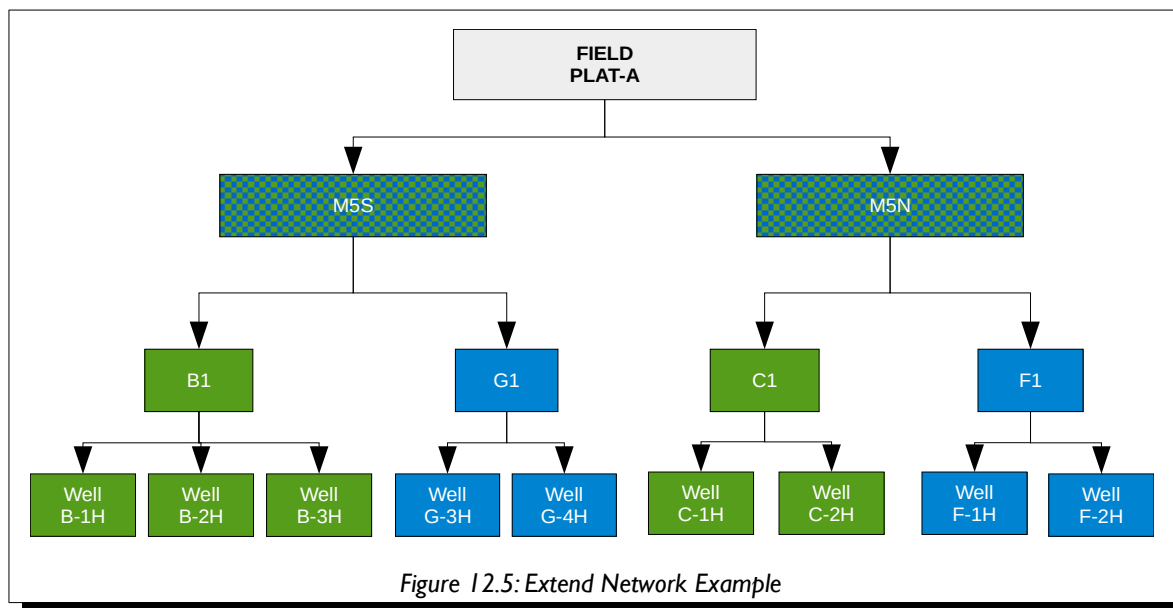 FIELD
PLAT-A
M5S
M5N
B1
G1
C1
F1
Well
B-1H
Well
B-2H
Well
B-3H
Well
G-3H
Well
G-4H
Well
C-1H
Well
C-2H
Well
F-1H
Well
F-2H
Figure 12.5: Extend Network Example